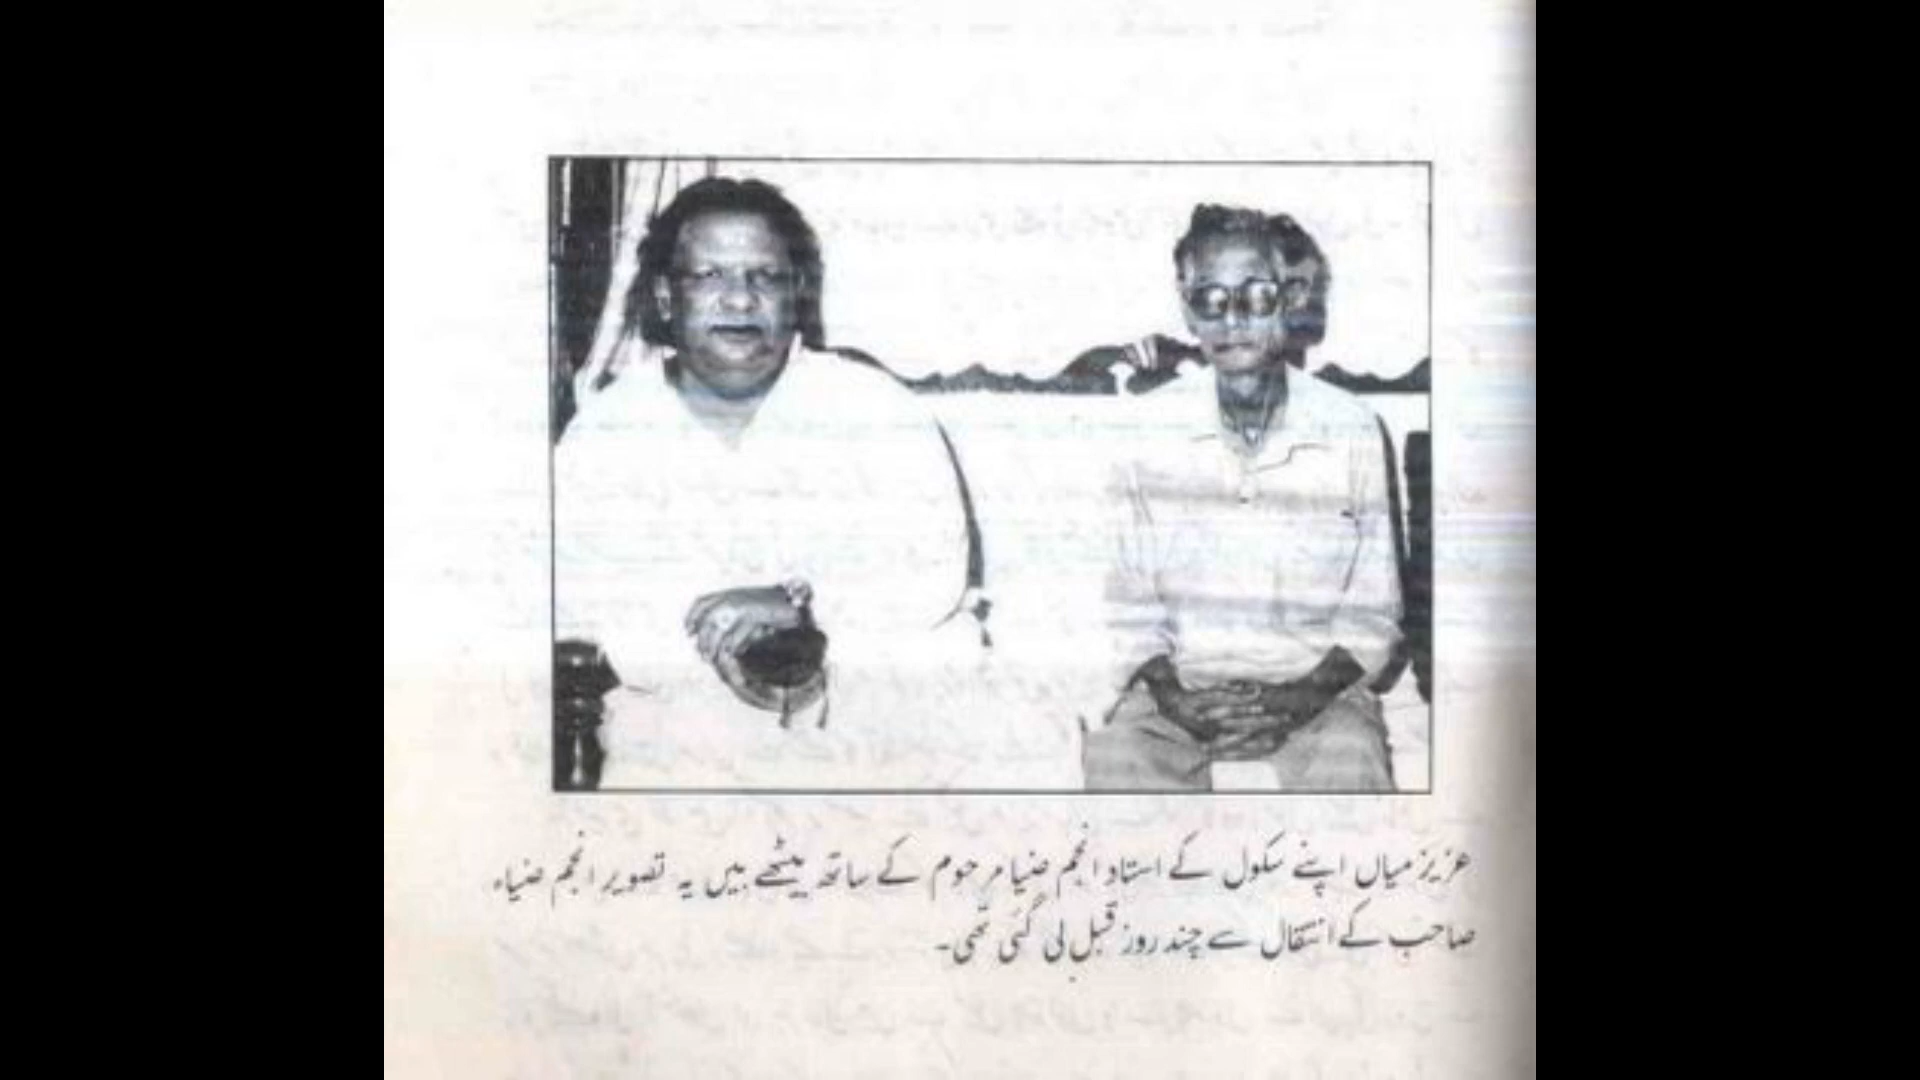 عزیز میاں اپنے سکول کے استاد انجم ضیا مرحوم کے ساتھ بیٹھے ہیں یہ تصویر انجم ضیاء
صاحب کے انتقال سے چند روز قبل لی گئی تھی۔